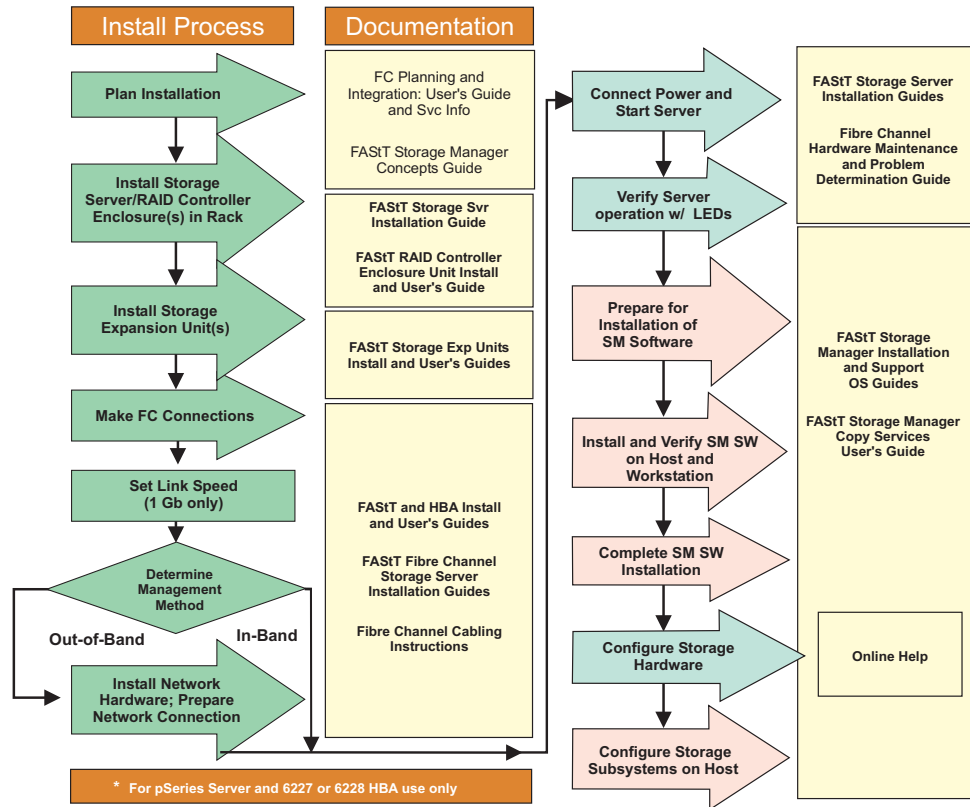 Install Process
Documentation
Plan Installation
Install Storage
Server/RAID Controller
Enclosure(s) in Rack
Install Storage
Expansion Unit(s)
Make FC Connections
Set Link Speed
(1 Gb only)
Determine
Management
Method
Out-of-Band
In-Band
Install Network
Hardware; Prepare
Network Connection
* For pSeries Server and 6227 or 6228 HBA use only
FC Planning and
Integration: User's Guide
and Svc Info
FAStT Storage Manager
Concepts Guide
FAStT Storage Svr
Installation Guide
FAStT RAID Controller
Enclosure Unit Install
and User's Guide
FAStT Storage Exp Units
Install and User's Guides
FAStT and HBA Install
and User's Guides
FAStT Fibre Channel
Storage Server
Installation Guides
Fibre Channel Cabling
Instructions
Connect Power and
Start Server
Verify Server
operation w/ LEDs
Prepare for
Installation of
SM Software
Install and Verify SM SW
on Host and
Workstation
Complete SM SW
Installation
Configure Storage
Hardware
Configure Storage
Subsystems on Host
FAStT Storage Server
Installation Guides
Fibre Channel
Hardware Maintenance
and Problem
Determination Guide
FAStT Storage
Manager Installation
and Support
OS Guides
FAStT Storage Manager
Copy Services
User's Guide
Online Help